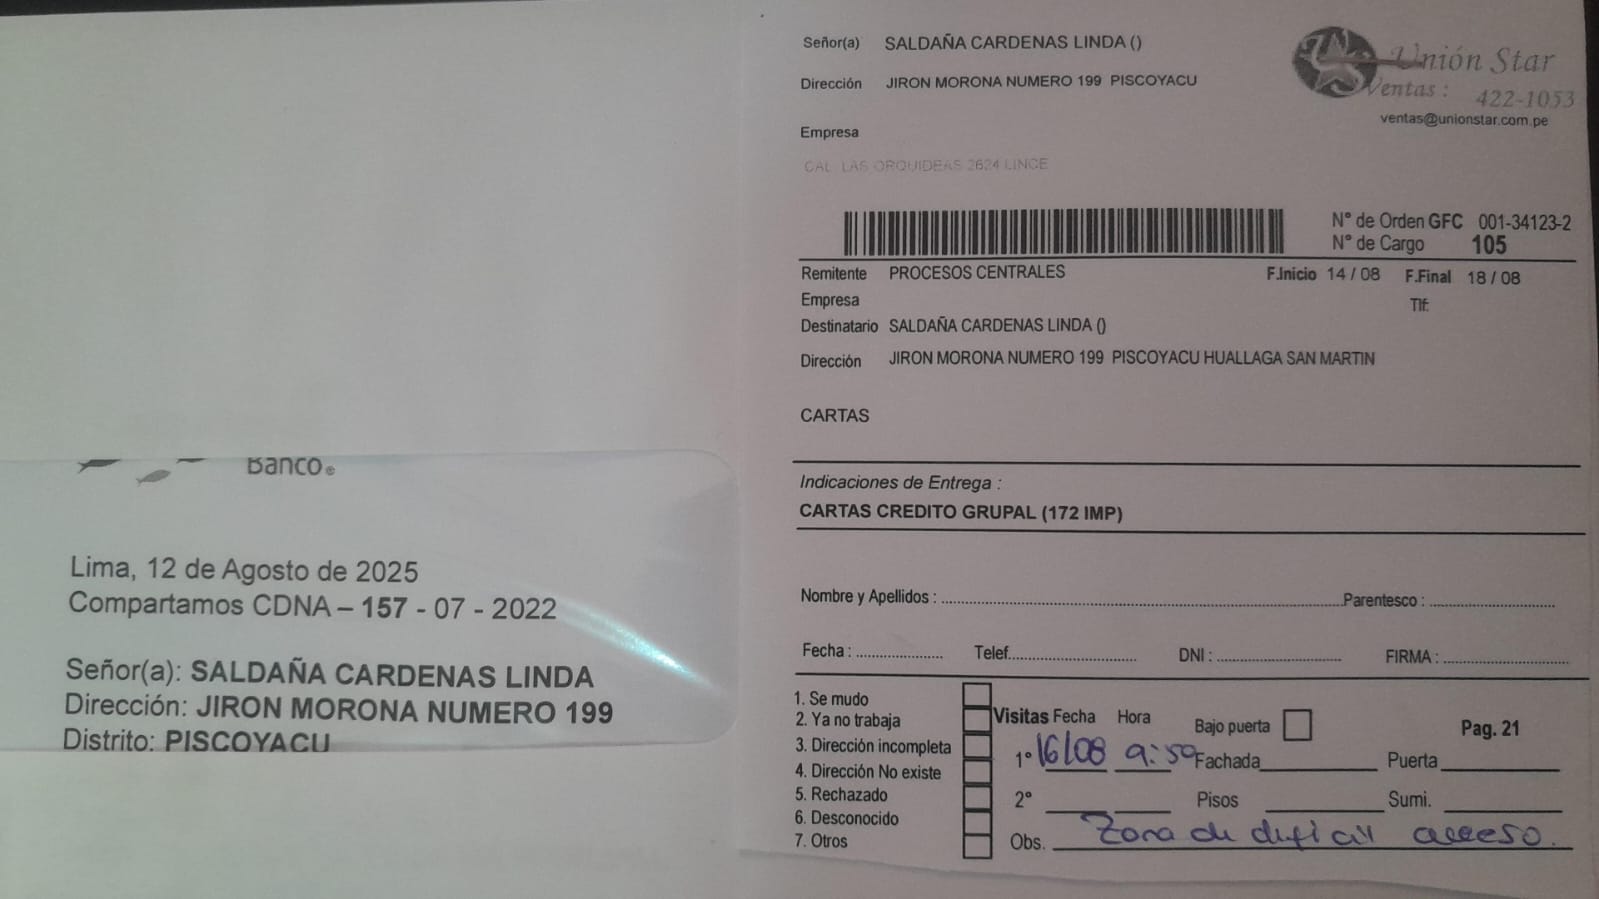 Banco®
Lima, 12 de Agosto de 2025
Compartamos CDNA – 157 - 07 - 2022
Señor(a): SALDAÑA CARDENAS LINDA
Dirección: JIRON MORONA NUMERO 199
Distrito: PISCOYACU
Señor(a) SALDAÑA CARDENAS LINDA ()
Dirección JIRON MORONA NUMERO 199 PISCOYACU
Empresa
CAL LAS ORQUIDEAS 2624 LINCE
Unión Star
Ventas : 422-1053
ventas@unionstar.com.pe
N° de Orden GFC 001-34123-2
N° de Cargo 105
Remitente PROCESOS CENTRALES F.Inicio 14 / 08 F.Final 18 / 08
Empresa Tlf:
Destinatario SALDAÑA CARDENAS LINDA ()
Dirección JIRON MORONA NUMERO 199 PISCOYACU HUALLAGA SAN MARTIN
CARTAS
Indicaciones de Entrega :
CARTAS CREDITO GRUPAL (172 IMP)
Nombre y Apellidos : Parentesco :
Fecha : Telef. DNI : FIRMA :
1. Se mudo
2. Ya no trabaja
3. Dirección incompleta
4. Dirección No existe
5. Rechazado
6. Desconocido
7. Otros
Visitas Fecha Hora Bajo puerta Pag. 21
1° 16/08 9:50 Fachada Puerta
2° Pisos Sumi.
Obs. Zona de dificil acceso.